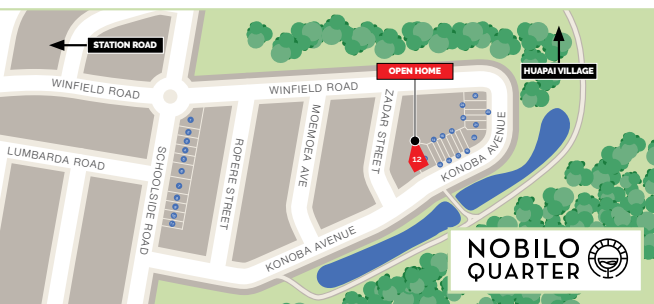 STATION ROAD
HUAPAI VILLAGE
OPEN HOME
WINFIELD ROAD
WINFIELD ROAD
LUMBARDA ROAD
SCHOOLSIDE ROAD
ROPERE STREET
MOEMOEA AVE
ZADAR STREET
KONOBA AVENUE
12
KONOBA AVENUE
NOBILO
QUARTER